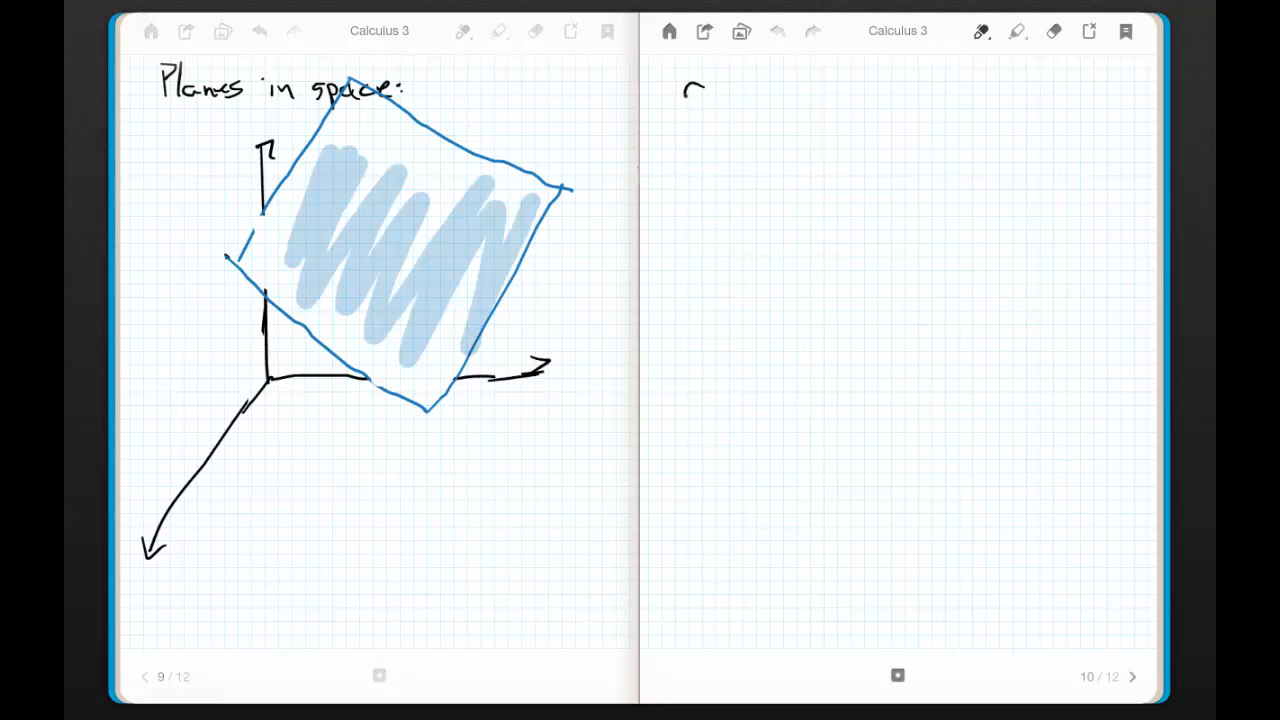 Calculus 3
Planes in space:
9 / 12
Calculus 3
10 / 12